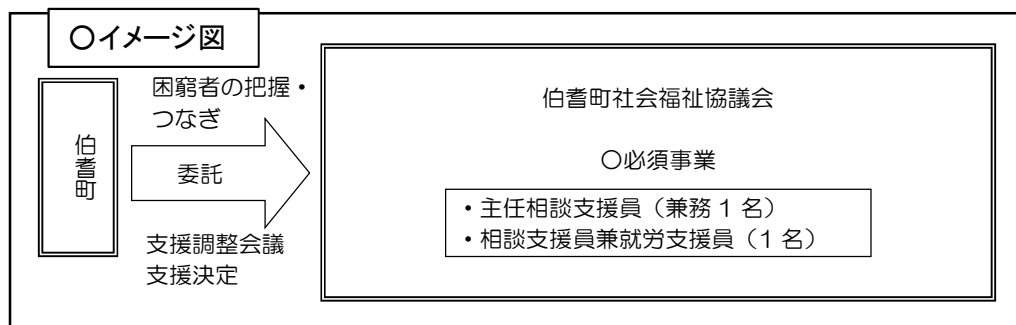 〇イメージ図
伯耆町
困窮者の把握・
つなぎ
委託
支援調整会議
支援決定
伯耆町社会福祉協議会
〇必須事業
・主任相談支援員（兼務 1 名）
・相談支援員兼就労支援員（1 名）